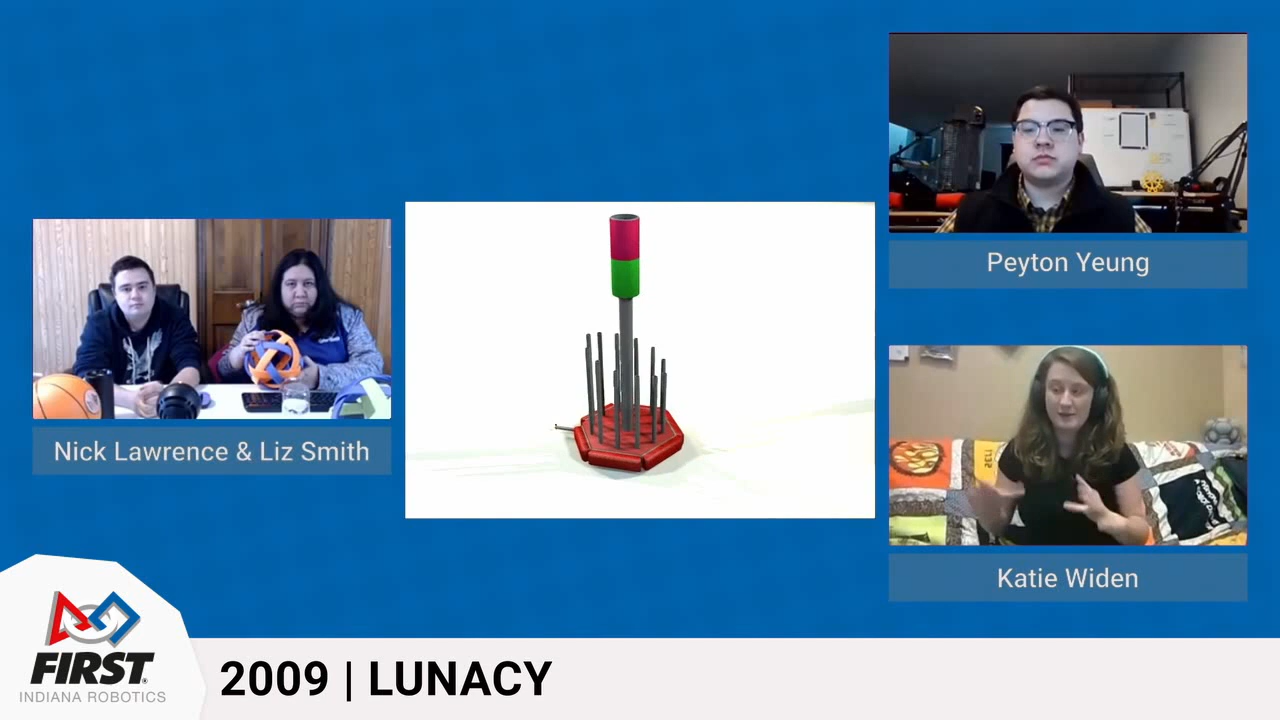 Peyton Yeung
Nick Lawrence & Liz Smith
Katie Widen
FIRST®
INDIANA ROBOTICS
2009 | LUNACY